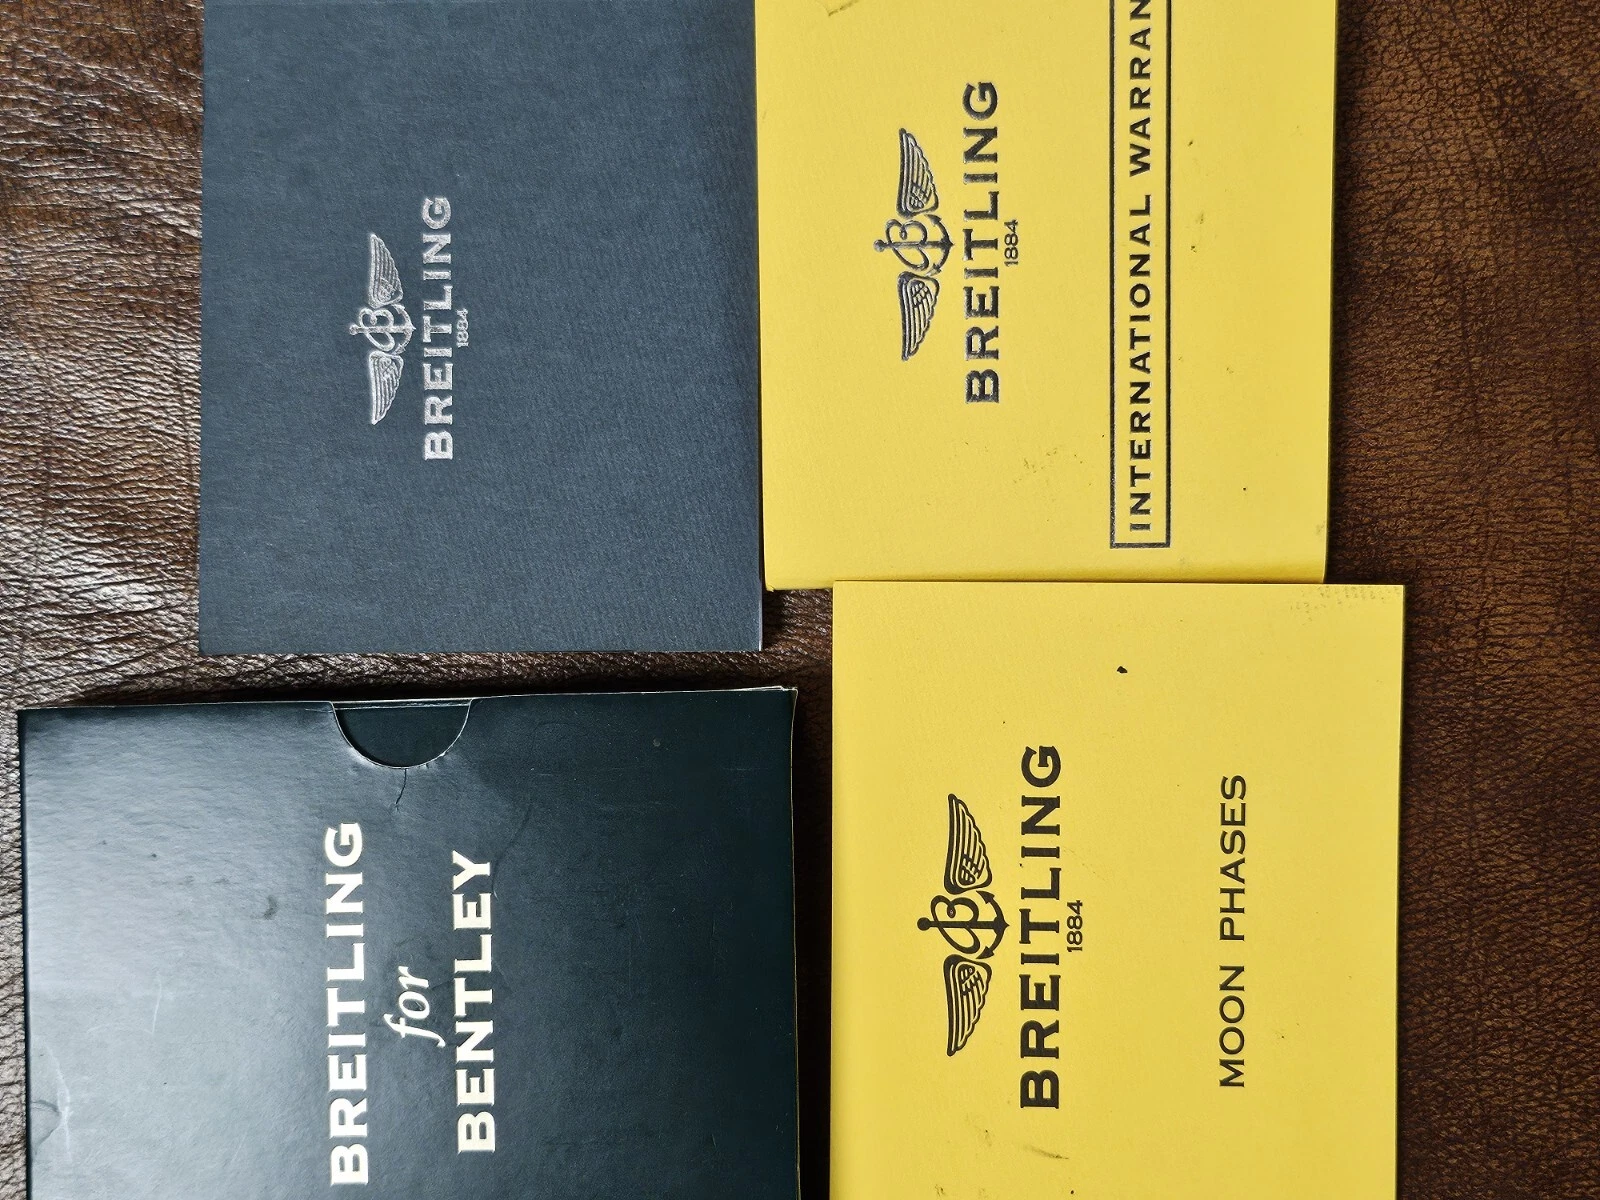 BREITLING
1884
BREITLING
1884
INTERNATIONAL WARRAN
BREITLING
for
BENTLEY
BREITLING
1884
MOON PHASES